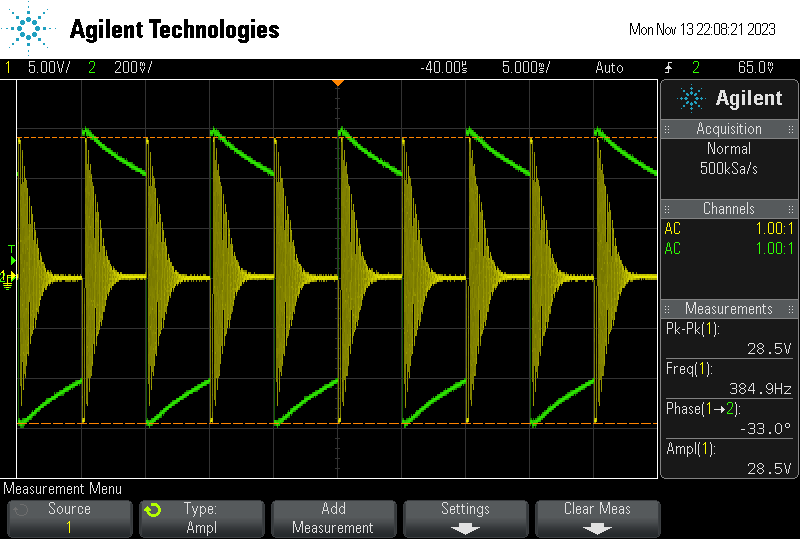 Agilent Technologies
Mon Nov 13 22:08:21 2023
1 5.00V/ 2 200mV/ -40.00µs 5.000ms/ Auto 2 65.0mV
Agilent
Acquisition
Normal
500kSa/s
Channels
AC 1.00:1
AC 1.00:1
Measurements
Pk-Pk(1):
28.5V
Freq(1):
384.9Hz
Phase(1→2):
-33.0°
Ampl(1):
28.5V
Measurement Menu
Source
1
Type:
Ampl
Add
Measurement
Settings
Clear Meas